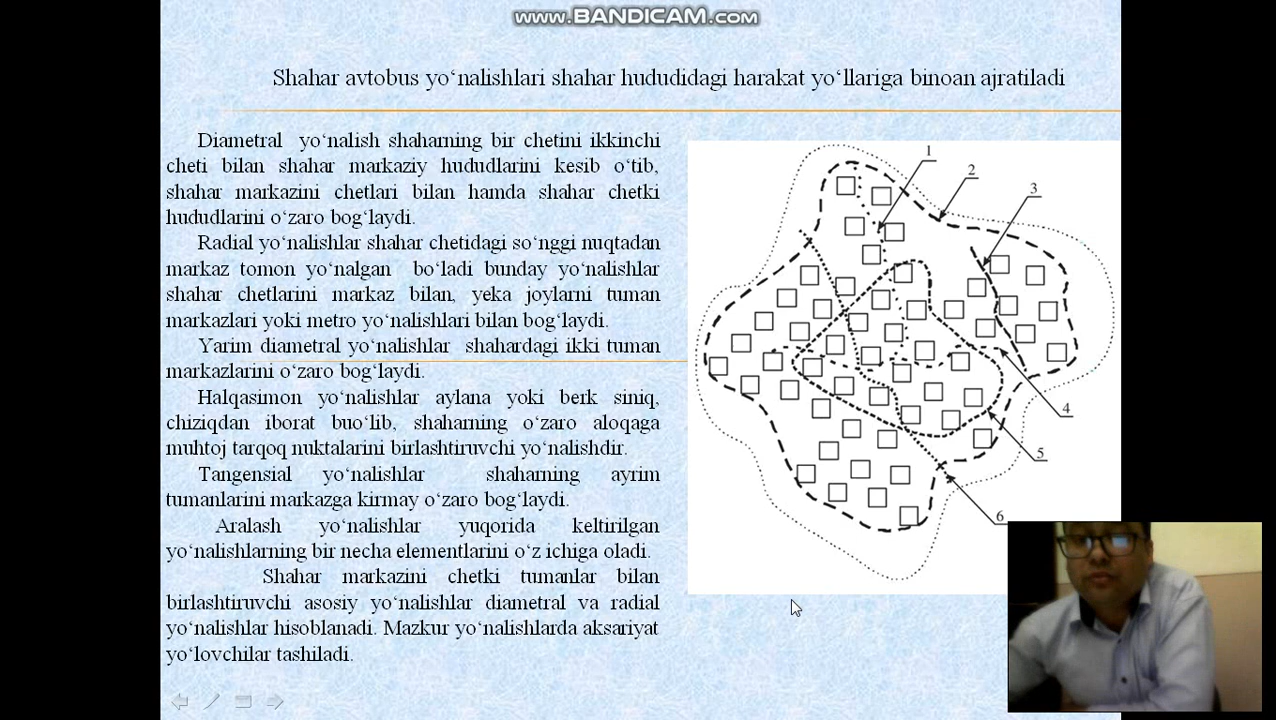 www.BANDICAM.com
Shahar avtobus yo‘nalishlari shahar hududidagi harakat yo‘llariga binoan ajratiladi
Diametral yo‘nalish shaharning bir chetini ikkinchi
cheti bilan shahar markaziy hududlarini kesib o‘tib,
shahar markazini chetlari bilan hamda shahar chetki
hududlarini o‘zaro bog‘laydi.
Radial yo‘nalishlar shahar chetidagi so‘nggi nuqtadan
markaz tomon yo‘nalgan bo‘ladi bunday yo‘nalishlar
shahar chetlarini markaz bilan, yeka joylarni tuman
markazlari yoki metro yo‘nalishlari bilan bog‘laydi.
Yarim diametral yo‘nalishlar shahardagi ikki tuman
markazlarini o‘zaro bog‘laydi.
Halqasimon yo‘nalishlar aylana yoki berk siniq,
chiziqdan iborat buo‘lib, shaharning o‘zaro aloqaga
muhtoj tarqoq nuktalarini birlashtiruvchi yo‘nalishdir.
Tangensial yo‘nalishlar shaharning ayrim
tumanlarini markazga kirmay o‘zaro bog‘laydi.
Aralash yo‘nalishlar yuqorida keltirilgan
yo‘nalishlarning bir necha elementlarini o‘z ichiga oladi.
Shahar markazini chetki tumanlar bilan
birlashtiruvchi asosiy yo‘nalishlar diametral va radial
yo‘nalishlar hisoblanadi. Mazkur yo‘nalishlarda aksariyat
yo‘lovchilar tashiladi.
1
2
3
4
5
6